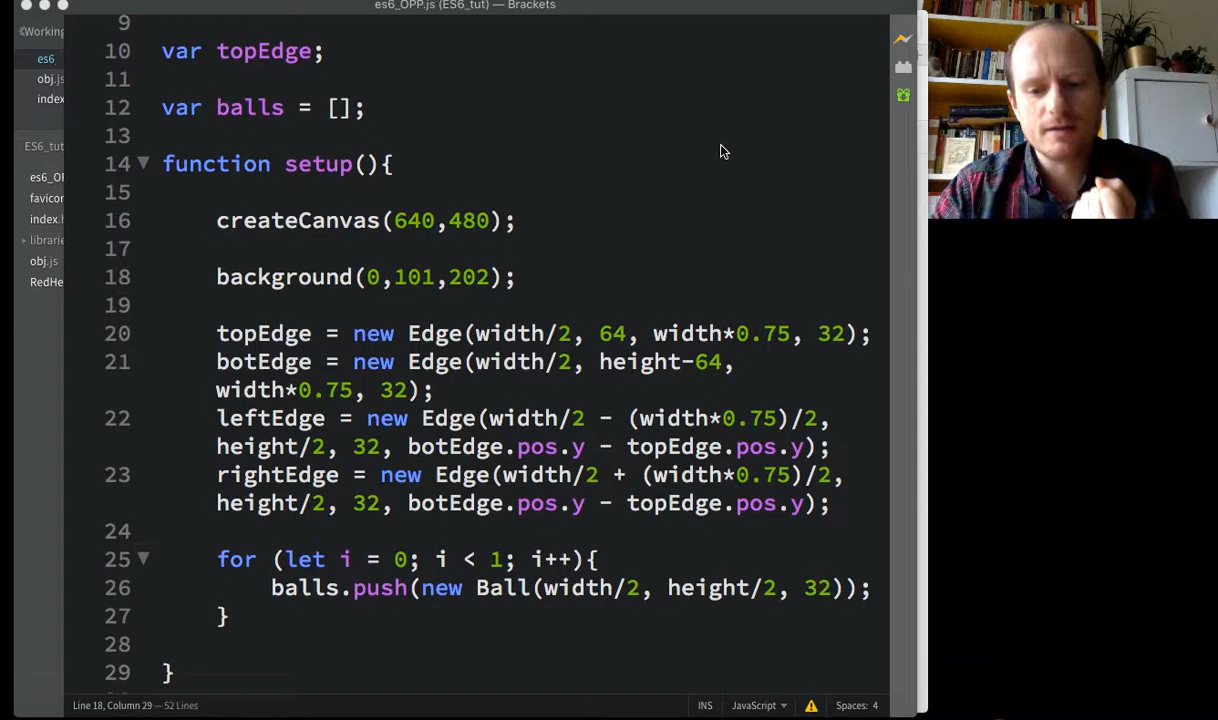 es6_OPP.js (ES6_tut) — Brackets
Working
es6
obj.js
index
ES6_tut
es6_OP
favicon
index.h
librarie
obj.js
RedHe
9
10 var topEdge;
11
12 var balls = [];
13
14 function setup(){
15
16 createCanvas(640,480);
17
18 background(0,101,202);
19
20 topEdge = new Edge(width/2, 64, width*0.75, 32);
21 botEdge = new Edge(width/2, height-64,
width*0.75, 32);
22 leftEdge = new Edge(width/2 - (width*0.75)/2,
height/2, 32, botEdge.pos.y - topEdge.pos.y);
23 rightEdge = new Edge(width/2 + (width*0.75)/2,
height/2, 32, botEdge.pos.y - topEdge.pos.y);
24
25 for (let i = 0; i < 1; i++){
26 balls.push(new Ball(width/2, height/2, 32));
27 }
28
29 }
Line 18, Column 29 — 52 Lines
INS
JavaScript
Spaces: 4